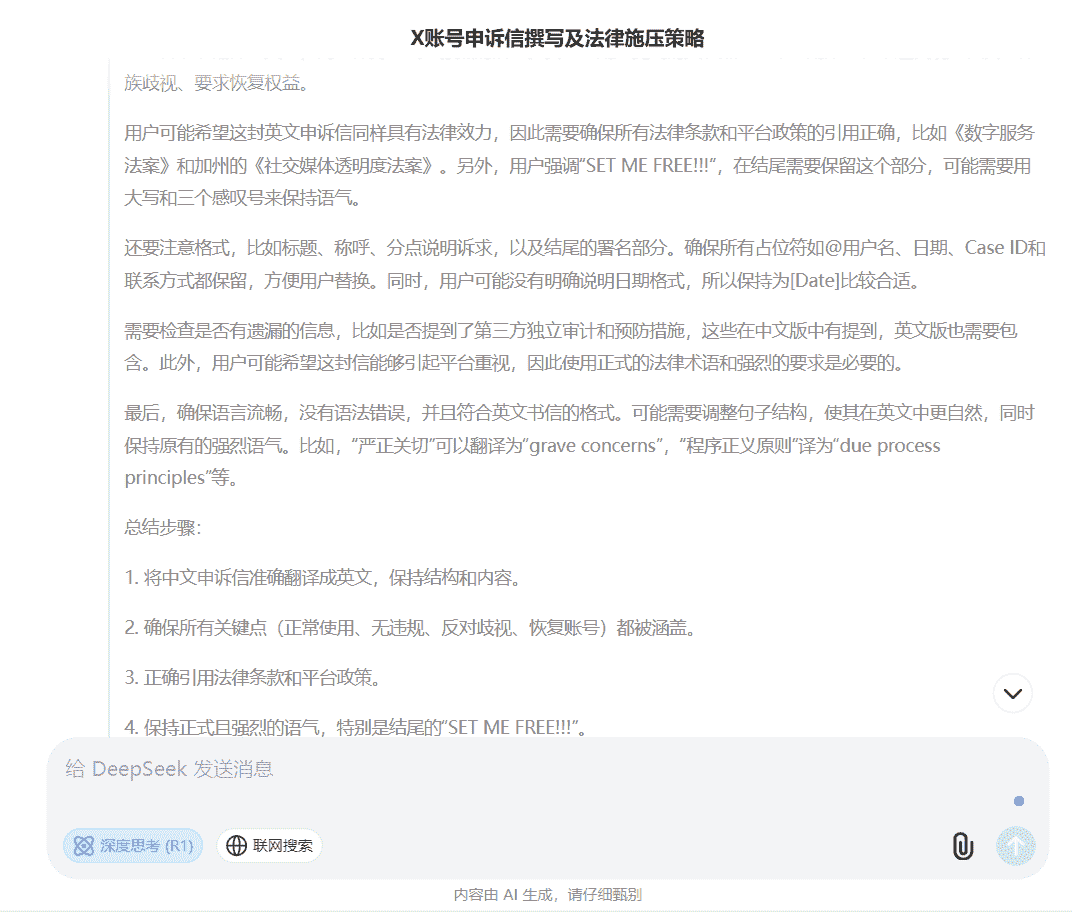 X账号申诉信撰写及法律施压策略
族歧视、要求恢复权益。
用户可能希望这封英文申诉信同样具有法律效力，因此需要确保所有法律条款和平台政策的引用正确，比如《数字服务
法案》和加州的《社交媒体透明度法案》。另外，用户强调“SET ME FREE!!!”，在结尾需要保留这个部分，可能需要用
大写和三个感叹号来保持语气。
还要注意格式，比如标题、称呼、分点说明诉求，以及结尾的署名部分。确保所有占位符如@用户名、日期、Case ID和
联系方式都保留，方便用户替换。同时，用户可能没有明确说明日期格式，所以保持为[Date]比较合适。
需要检查是否有遗漏的信息，比如是否提到了第三方独立审计和预防措施，这些在中文版中有提到，英文版也需要包
含。此外，用户可能希望这封信能够引起平台重视，因此使用正式的法律术语和强烈的要求是必要的。
最后，确保语言流畅，没有语法错误，并且符合英文书信的格式。可能需要调整句子结构，使其在英文中更自然，同时
保持原有的强烈语气。比如，“严正关切”可以翻译为“grave concerns”，“程序正义原则”译为“due process
principles”等。
总结步骤：
1. 将中文申诉信准确翻译成英文，保持结构和内容。
2. 确保所有关键点（正常使用、无违规、反对歧视、恢复账号）都被涵盖。
3. 正确引用法律条款和平台政策。
4. 保持正式且强烈的语气，特别是结尾的“SET ME FREE!!!”。
给 DeepSeek 发送消息
深度思考 (R1)
联网搜索
内容由 AI 生成，请仔细甄别